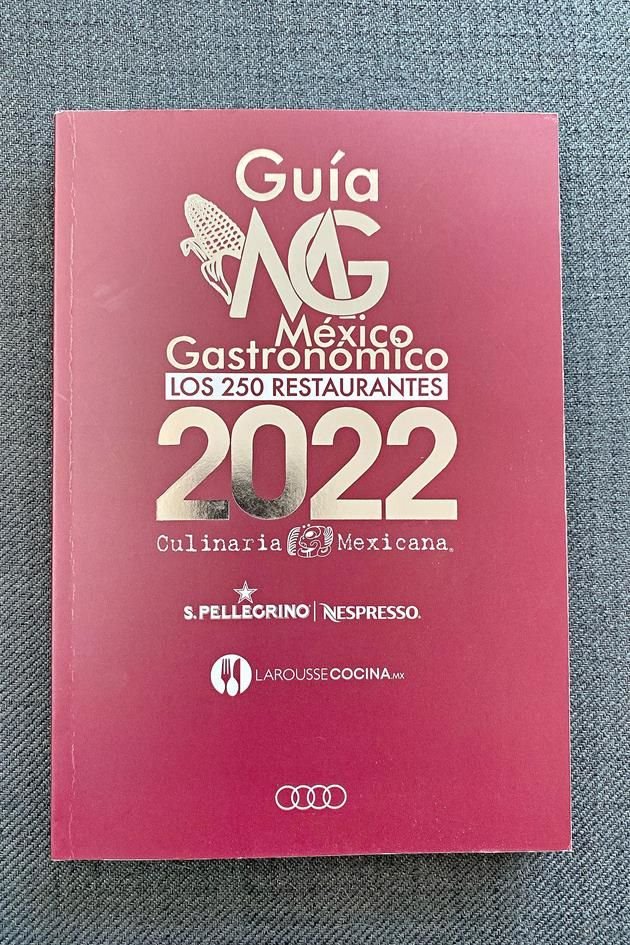 Guía
MG
México
Gastronómico
LOS 250 RESTAURANTES
2022
Culinaria Mexicana®
S.PELLEGRINO® | NESPRESSO®
LAROUSSECOCINA.MX